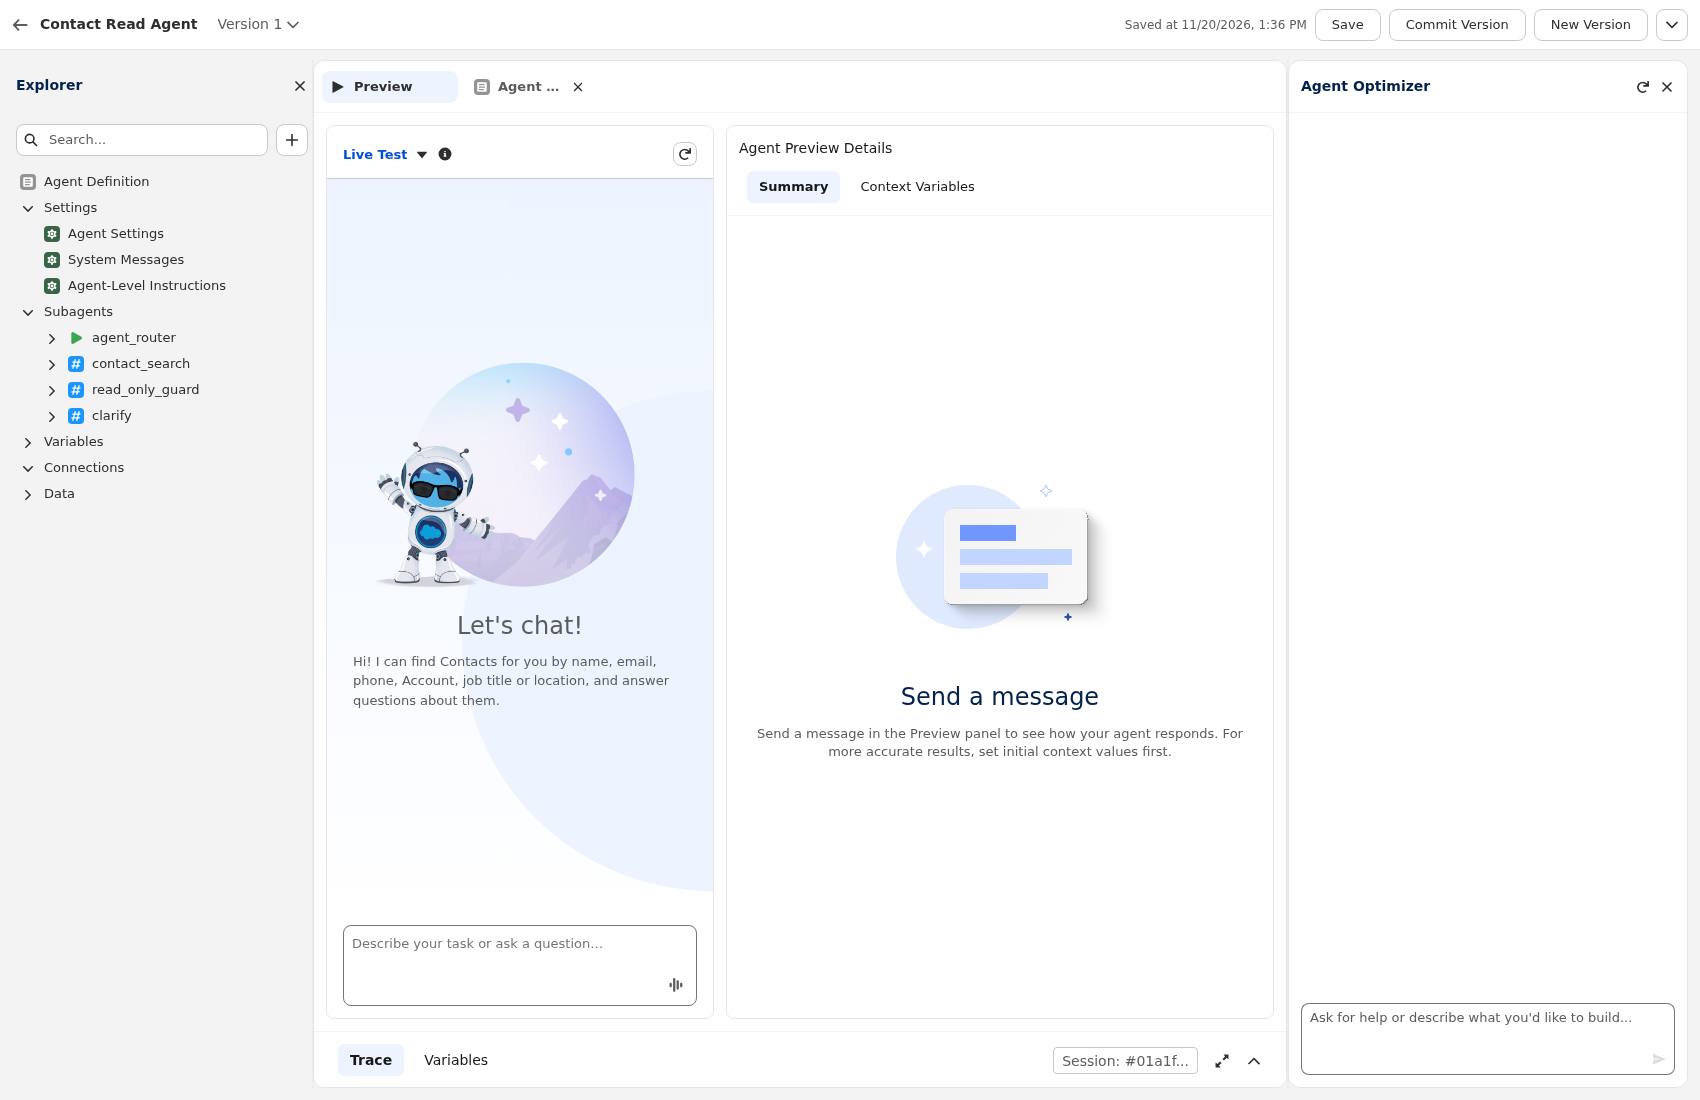 Contact Read Agent
Version 1
Saved at 11/20/2026, 1:36 PM
Save
Commit Version
New Version
Explorer
Search...
Agent Definition
Settings
Agent Settings
System Messages
Agent-Level Instructions
Subagents
agent_router
contact_search
read_only_guard
clarify
Variables
Connections
Data
Preview
Agent ...
Live Test
Let's chat!
Hi! I can find Contacts for you by name, email,
phone, Account, job title or location, and answer
questions about them.
Describe your task or ask a question...
Agent Preview Details
Summary
Context Variables
Send a message
Send a message in the Preview panel to see how your agent responds. For
more accurate results, set initial context values first.
Trace
Variables
Session: #01a1f...
Agent Optimizer
Ask for help or describe what you'd like to build...